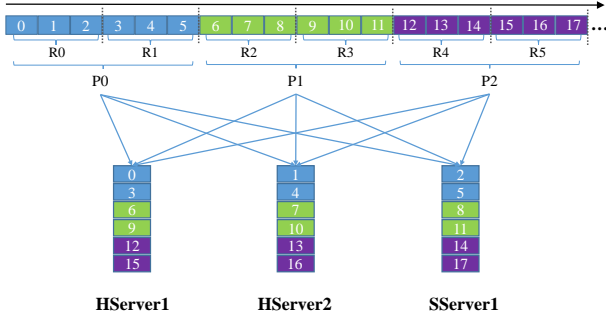 0 1 2 3 4 5 6 7 8 9 10 11 12 13 14 15 16 17 ...
R0 R1 R2 R3 R4 R5
P0 P1 P2
0 1 2
3 4 5
6 7 8
9 10 11
12 13 14
15 16 17
HServer1 HServer2 SServer1